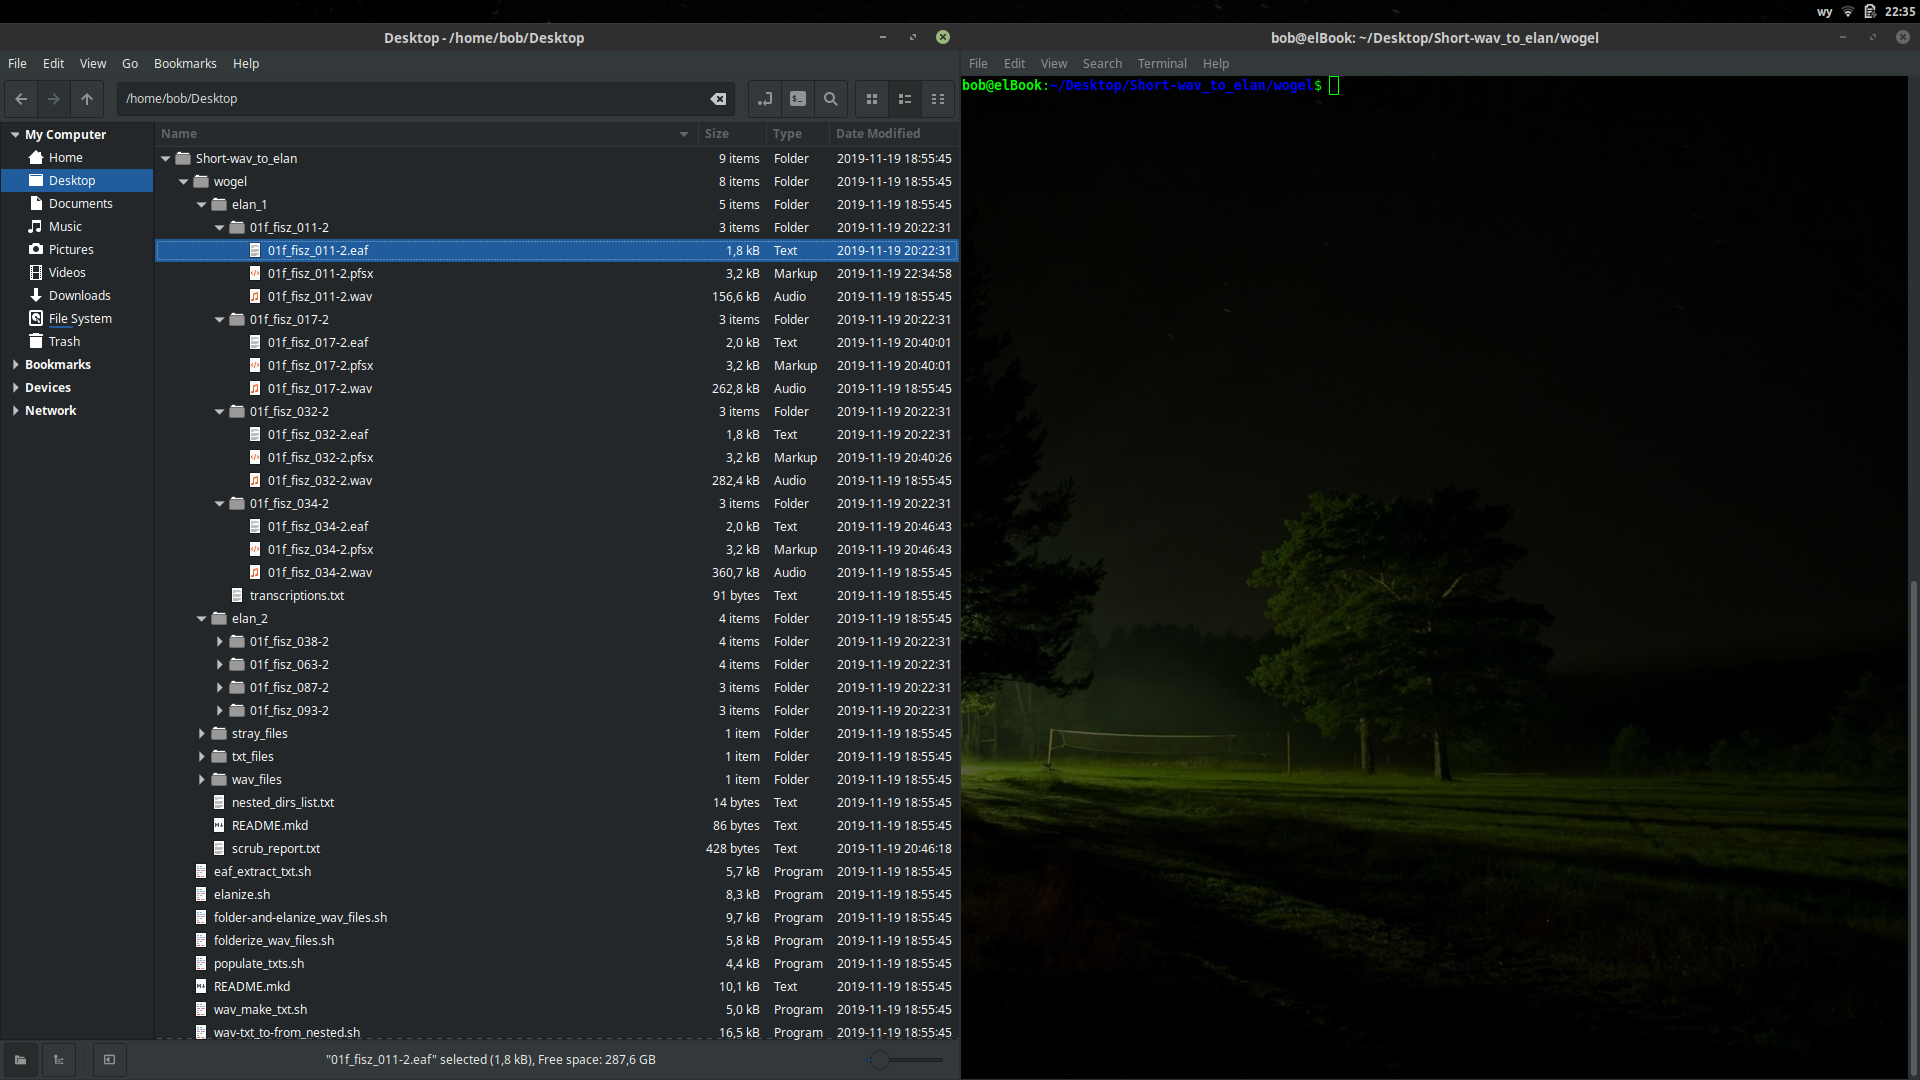 wy 22:35
Desktop - /home/bob/Desktop
File Edit View Go Bookmarks Help
/home/bob/Desktop
My Computer
Home
Desktop
Documents
Music
Pictures
Videos
Downloads
File System
Trash
Bookmarks
Devices
Network
Name Size Type Date Modified
Short-wav_to_elan 9 items Folder 2019-11-19 18:55:45
wogel 8 items Folder 2019-11-19 18:55:45
elan_1 5 items Folder 2019-11-19 18:55:45
01f_fisz_011-2 3 items Folder 2019-11-19 20:22:31
01f_fisz_011-2.eaf 1,8 kB Text 2019-11-19 20:22:31
01f_fisz_011-2.pfsx 3,2 kB Markup 2019-11-19 22:34:58
01f_fisz_011-2.wav 156,6 kB Audio 2019-11-19 18:55:45
01f_fisz_017-2 3 items Folder 2019-11-19 20:22:31
01f_fisz_017-2.eaf 2,0 kB Text 2019-11-19 20:40:01
01f_fisz_017-2.pfsx 3,2 kB Markup 2019-11-19 20:40:01
01f_fisz_017-2.wav 262,8 kB Audio 2019-11-19 18:55:45
01f_fisz_032-2 3 items Folder 2019-11-19 20:22:31
01f_fisz_032-2.eaf 1,8 kB Text 2019-11-19 20:22:31
01f_fisz_032-2.pfsx 3,2 kB Markup 2019-11-19 20:40:26
01f_fisz_032-2.wav 282,4 kB Audio 2019-11-19 18:55:45
01f_fisz_034-2 3 items Folder 2019-11-19 20:22:31
01f_fisz_034-2.eaf 2,0 kB Text 2019-11-19 20:46:43
01f_fisz_034-2.pfsx 3,2 kB Markup 2019-11-19 20:46:43
01f_fisz_034-2.wav 360,7 kB Audio 2019-11-19 18:55:45
transcriptions.txt 91 bytes Text 2019-11-19 18:55:45
elan_2 4 items Folder 2019-11-19 18:55:45
01f_fisz_038-2 4 items Folder 2019-11-19 20:22:31
01f_fisz_063-2 4 items Folder 2019-11-19 20:22:31
01f_fisz_087-2 3 items Folder 2019-11-19 20:22:31
01f_fisz_093-2 3 items Folder 2019-11-19 20:22:31
stray_files 1 item Folder 2019-11-19 18:55:45
txt_files 1 item Folder 2019-11-19 18:55:45
wav_files 1 item Folder 2019-11-19 18:55:45
nested_dirs_list.txt 14 bytes Text 2019-11-19 18:55:45
README.mkd 86 bytes Text 2019-11-19 18:55:45
scrub_report.txt 428 bytes Text 2019-11-19 20:46:18
eaf_extract_txt.sh 5,7 kB Program 2019-11-19 18:55:45
elanize.sh 8,3 kB Program 2019-11-19 18:55:45
folder-and-elanize_wav_files.sh 9,7 kB Program 2019-11-19 18:55:45
folderize_wav_files.sh 5,8 kB Program 2019-11-19 18:55:45
populate_txts.sh 4,4 kB Program 2019-11-19 18:55:45
README.mkd 10,1 kB Text 2019-11-19 18:55:45
wav_make_txt.sh 5,0 kB Program 2019-11-19 18:55:45
wav-txt_to-from_nested.sh 16,5 kB Program 2019-11-19 18:55:45
"01f_fisz_011-2.eaf" selected (1,8 kB), Free space: 287,6 GB
bob@elBook: ~/Desktop/Short-wav_to_elan/wogel
File Edit View Search Terminal Help
bob@elBook:~/Desktop/Short-wav_to_elan/wogel$